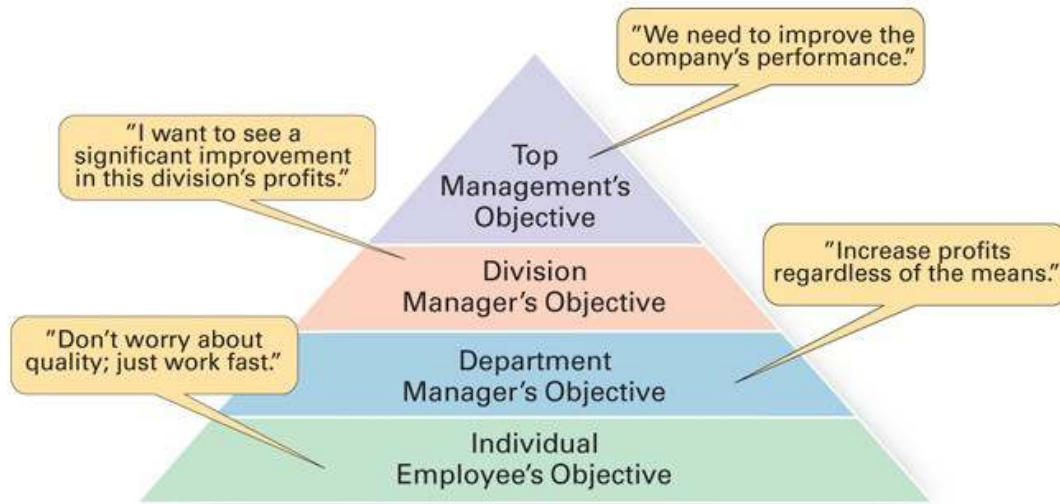 "We need to improve the
company's performance."
"I want to see a
significant improvement
in this division's profits."
Top
Management's
Objective
"Increase profits
regardless of the means."
Division
Manager's Objective
"Don't worry about
quality; just work fast."
Department
Manager's Objective
Individual
Employee's Objective